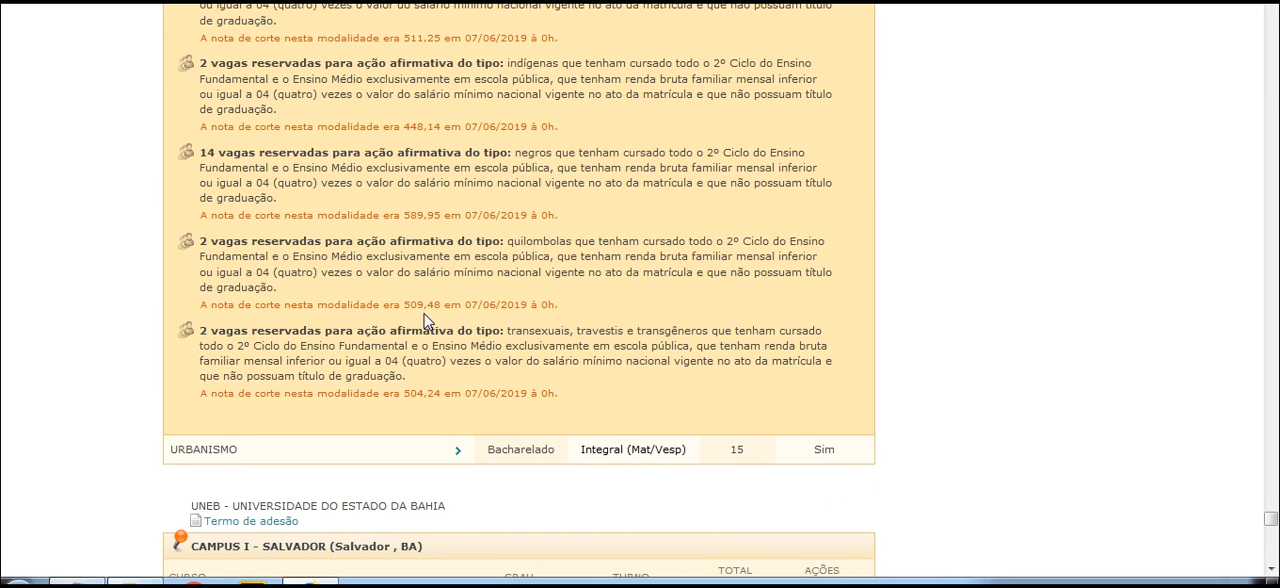 ou igual a 04 (quatro) vezes o valor do salário mínimo nacional vigente no ato da matrícula e que não possuam título
de graduação.
A nota de corte nesta modalidade era 511,25 em 07/06/2019 à 0h.
2 vagas reservadas para ação afirmativa do tipo: indígenas que tenham cursado todo o 2º Ciclo do Ensino
Fundamental e o Ensino Médio exclusivamente em escola pública, que tenham renda bruta familiar mensal inferior
ou igual a 04 (quatro) vezes o valor do salário mínimo nacional vigente no ato da matrícula e que não possuam título
de graduação.
A nota de corte nesta modalidade era 448,14 em 07/06/2019 à 0h.
14 vagas reservadas para ação afirmativa do tipo: negros que tenham cursado todo o 2º Ciclo do Ensino
Fundamental e o Ensino Médio exclusivamente em escola pública, que tenham renda bruta familiar mensal inferior
ou igual a 04 (quatro) vezes o valor do salário mínimo nacional vigente no ato da matrícula e que não possuam título
de graduação.
A nota de corte nesta modalidade era 589,95 em 07/06/2019 à 0h.
2 vagas reservadas para ação afirmativa do tipo: quilombolas que tenham cursado todo o 2º Ciclo do Ensino
Fundamental e o Ensino Médio exclusivamente em escola pública, que tenham renda bruta familiar mensal inferior
ou igual a 04 (quatro) vezes o valor do salário mínimo nacional vigente no ato da matrícula e que não possuam título
de graduação.
A nota de corte nesta modalidade era 509,48 em 07/06/2019 à 0h.
2 vagas reservadas para ação afirmativa do tipo: transexuais, travestis e transgêneros que tenham cursado
todo o 2º Ciclo do Ensino Fundamental e o Ensino Médio exclusivamente em escola pública, que tenham renda bruta
familiar mensal inferior ou igual a 04 (quatro) vezes o valor do salário mínimo nacional vigente no ato da matrícula e
que não possuam título de graduação.
A nota de corte nesta modalidade era 504,24 em 07/06/2019 à 0h.
URBANISMO Bacharelado Integral (Mat/Vesp) 15 Sim
UNEB - UNIVERSIDADE DO ESTADO DA BAHIA
Termo de adesão
CAMPUS I - SALVADOR (Salvador , BA)
CURSO GRAU TURNO TOTAL AÇÕES